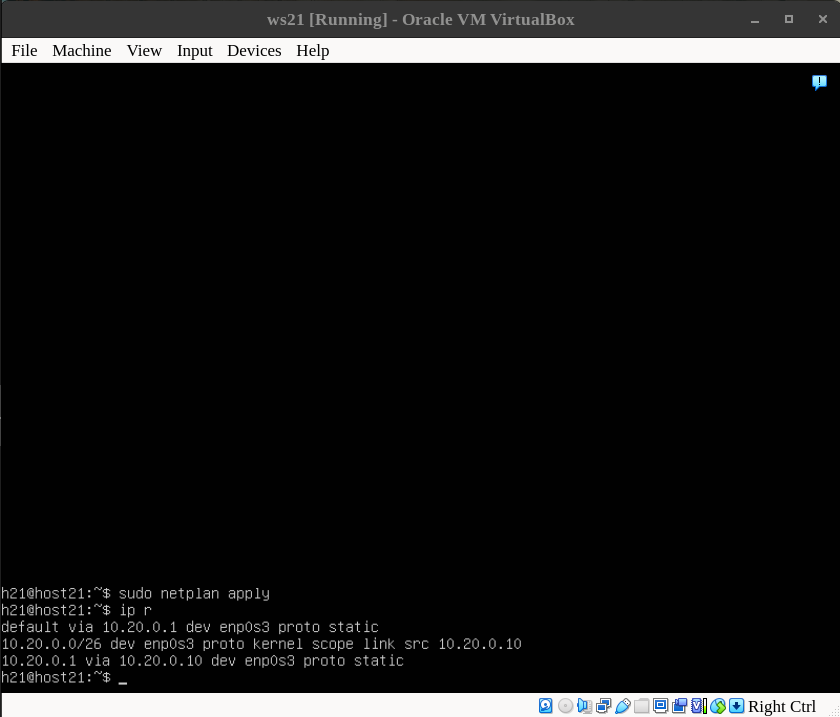 ws21 [Running] - Oracle VM VirtualBox
File Machine View Input Devices Help
h21@host21:~$ sudo netplan apply
h21@host21:~$ ip r
default via 10.20.0.1 dev enp0s3 proto static
10.20.0.0/26 dev enp0s3 proto kernel scope link src 10.20.0.10
10.20.0.1 via 10.20.0.10 dev enp0s3 proto static
h21@host21:~$ _
Right Ctrl